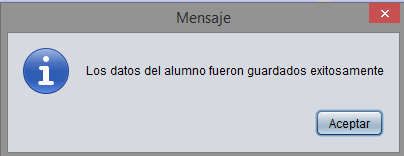 Mensaje
Los datos del alumno fueron guardados exitosamente
Aceptar